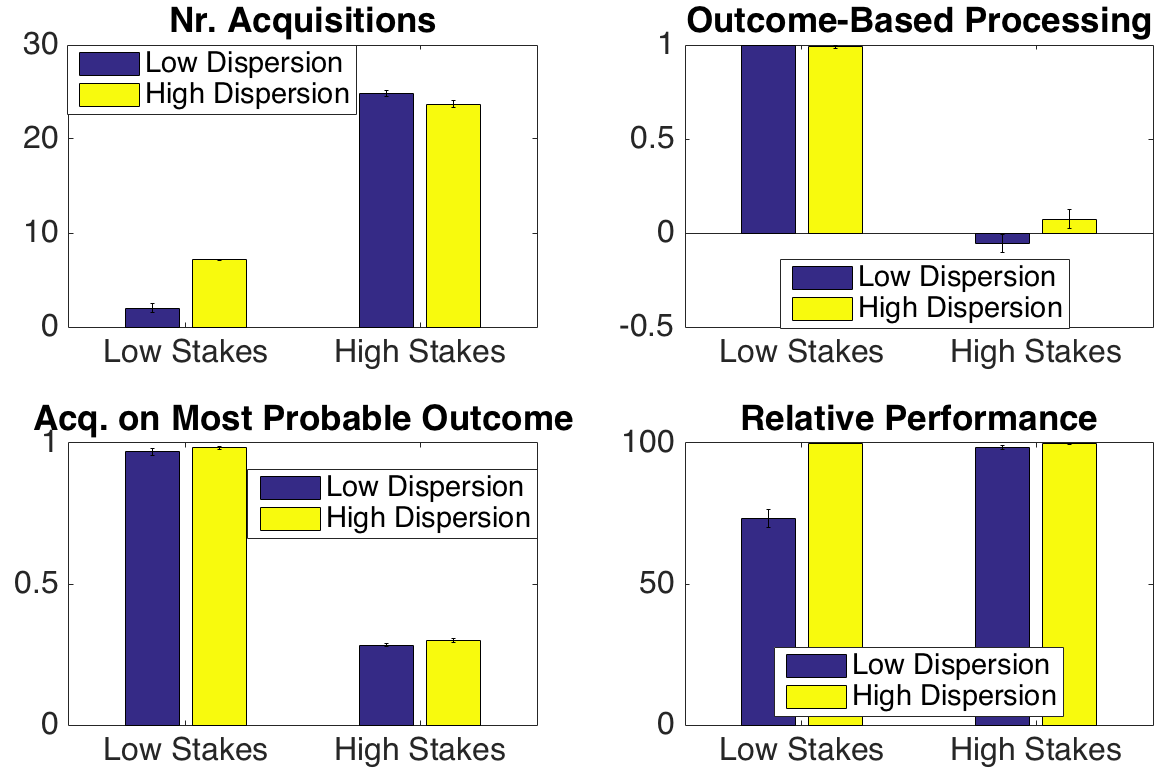 Nr. Acquisitions
30
20
10
0
Low Dispersion
High Dispersion
Low Stakes
High Stakes
Outcome-Based Processing
1
0.5
0
-0.5
Low Dispersion
High Dispersion
Low Stakes
High Stakes
Acq. on Most Probable Outcome
1
0.5
0
Low Dispersion
High Dispersion
Low Stakes
High Stakes
Relative Performance
100
50
0
Low Dispersion
High Dispersion
Low Stakes
High Stakes